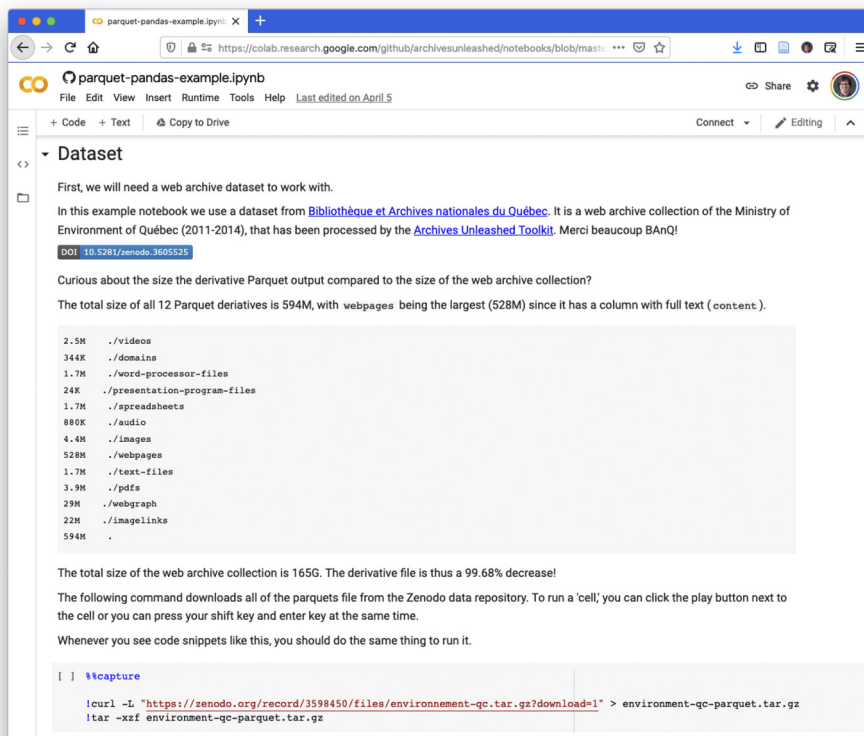 parquet-pandas-example.ipynb
https://colab.research.google.com/github/archivesunleashed/notebooks/blob/maste
parquet-pandas-example.ipynb
File Edit View Insert Runtime Tools Help Last edited on April 5
Share
+ Code + Text Copy to Drive
Connect Editing
Dataset
First, we will need a web archive dataset to work with.
In this example notebook we use a dataset from Bibliothèque et Archives nationales du Québec. It is a web archive collection of the Ministry of
Environment of Québec (2011-2014), that has been processed by the Archives Unleashed Toolkit. Merci beaucoup BAnQ!
DOI 10.5281/zenodo.3605525
Curious about the size the derivative Parquet output compared to the size of the web archive collection?
The total size of all 12 Parquet deriatives is 594M, with webpages being the largest (528M) since it has a column with full text (content).
2.5M ./videos
344K ./domains
1.7M ./word-processor-files
24K ./presentation-program-files
1.7M ./spreadsheets
880K ./audio
4.4M ./images
528M ./webpages
1.7M ./text-files
3.9M ./pdfs
29M ./webgraph
22M ./imagelinks
594M .
The total size of the web archive collection is 165G. The derivative file is thus a 99.68% decrease!
The following command downloads all of the parquets file from the Zenodo data repository. To run a 'cell,' you can click the play button next to
the cell or you can press your shift key and enter key at the same time.
Whenever you see code snippets like this, you should do the same thing to run it.
[ ] %%capture
!curl -L "https://zenodo.org/record/3598450/files/environnement-qc.tar.gz?download=1" > environment-qc-parquet.tar.gz
!tar -xzf environment-qc-parquet.tar.gz